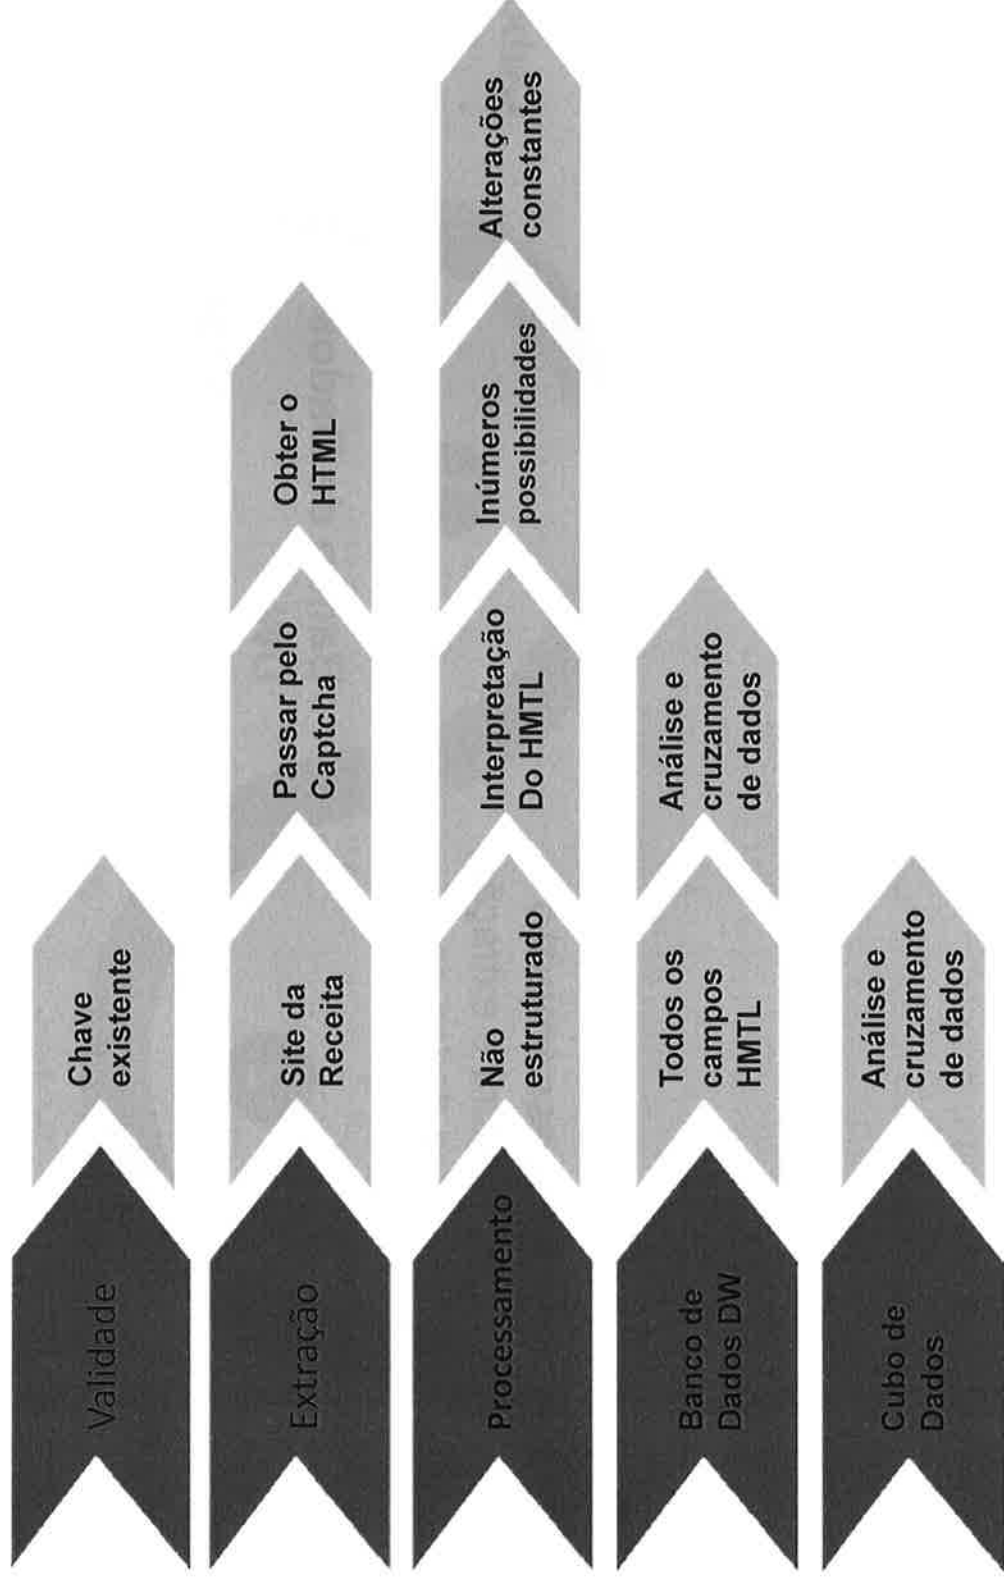 Validade
Chave
existente
Extração
Site da
Receita
Passar pelo
Captcha
Obter o
HTML
Processamento
Não
estruturado
Interpretação
Do HMTL
Inúmeros
possibilidades
Alterações
constantes
Banco de
Dados DW
Todos os
campos
HMTL
Análise e
cruzamento
de dados
Cubo de
Dados
Análise e
cruzamento
de dados